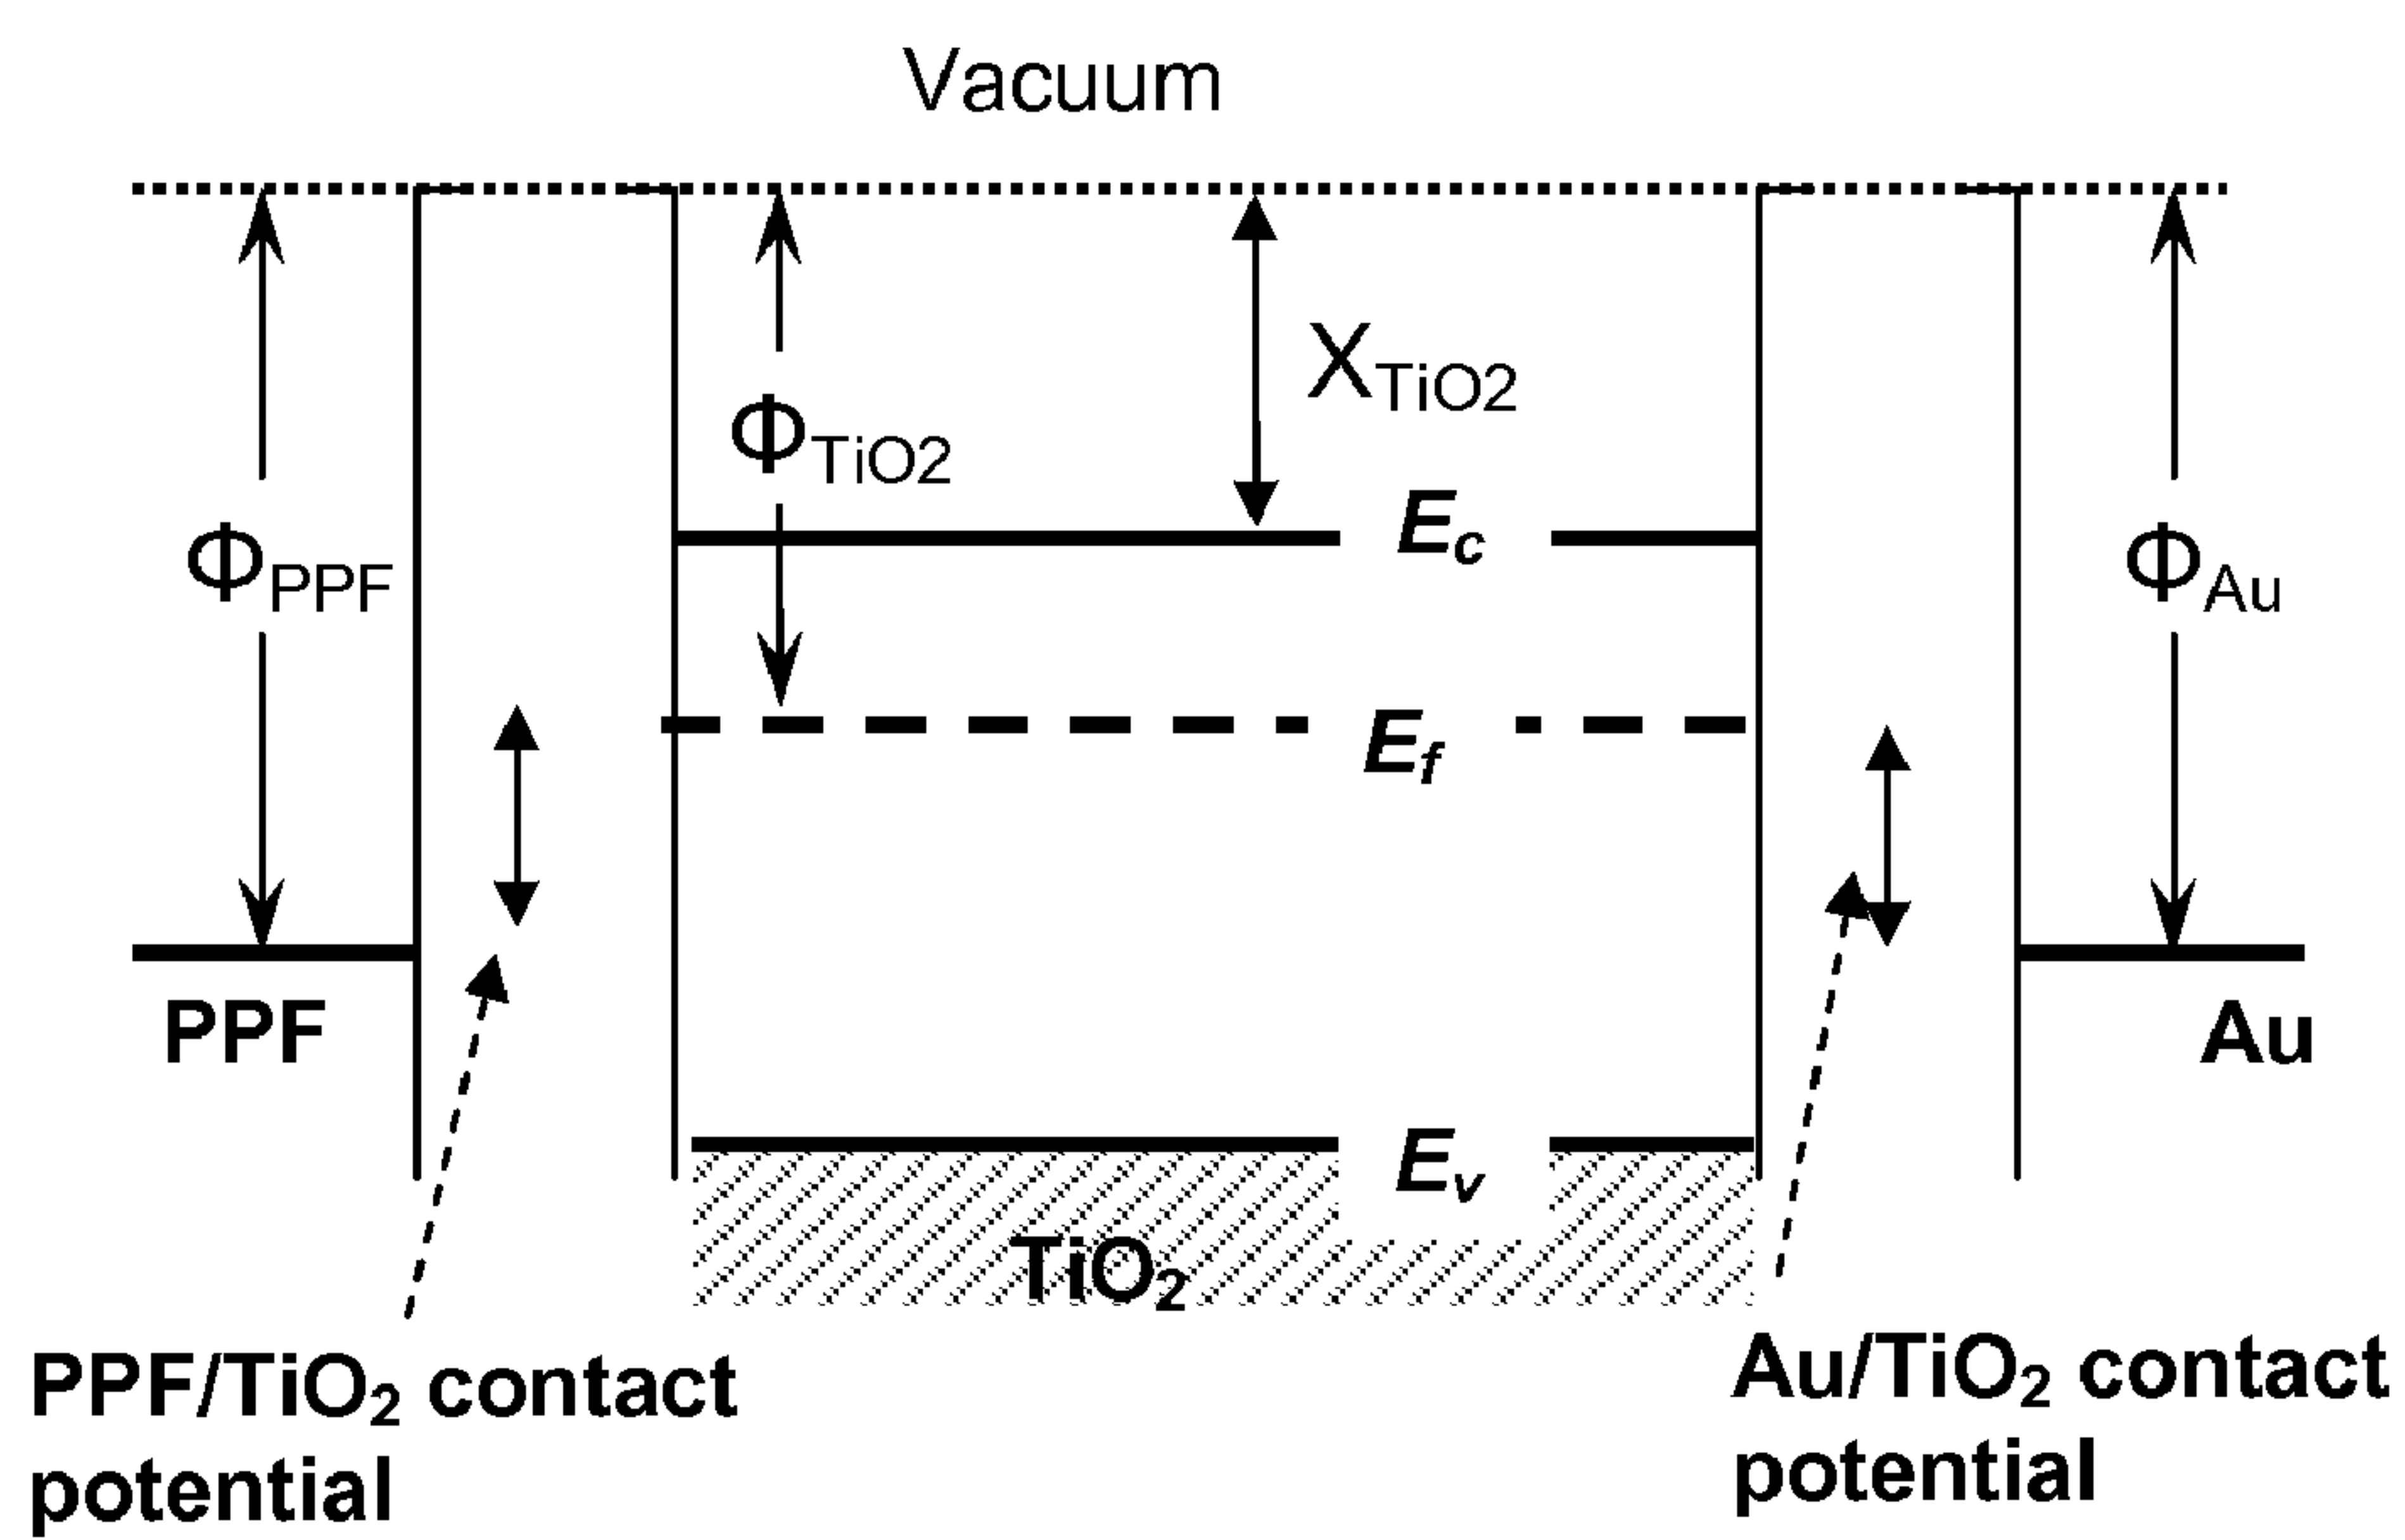 Vacuum
X_TiO2
Φ_TiO2
E_c
Φ_PPF
Φ_Au
E_f
PPF
Au
E_v
TiO₂
PPF/TiO₂ contact
potential
Au/TiO₂ contact
potential